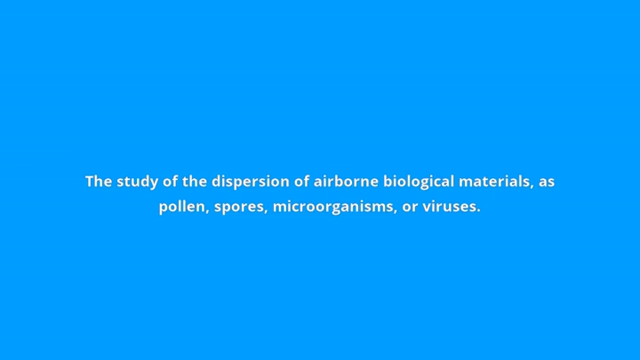 The study of the dispersion of airborne biological materials, as
pollen, spores, microorganisms, or viruses.